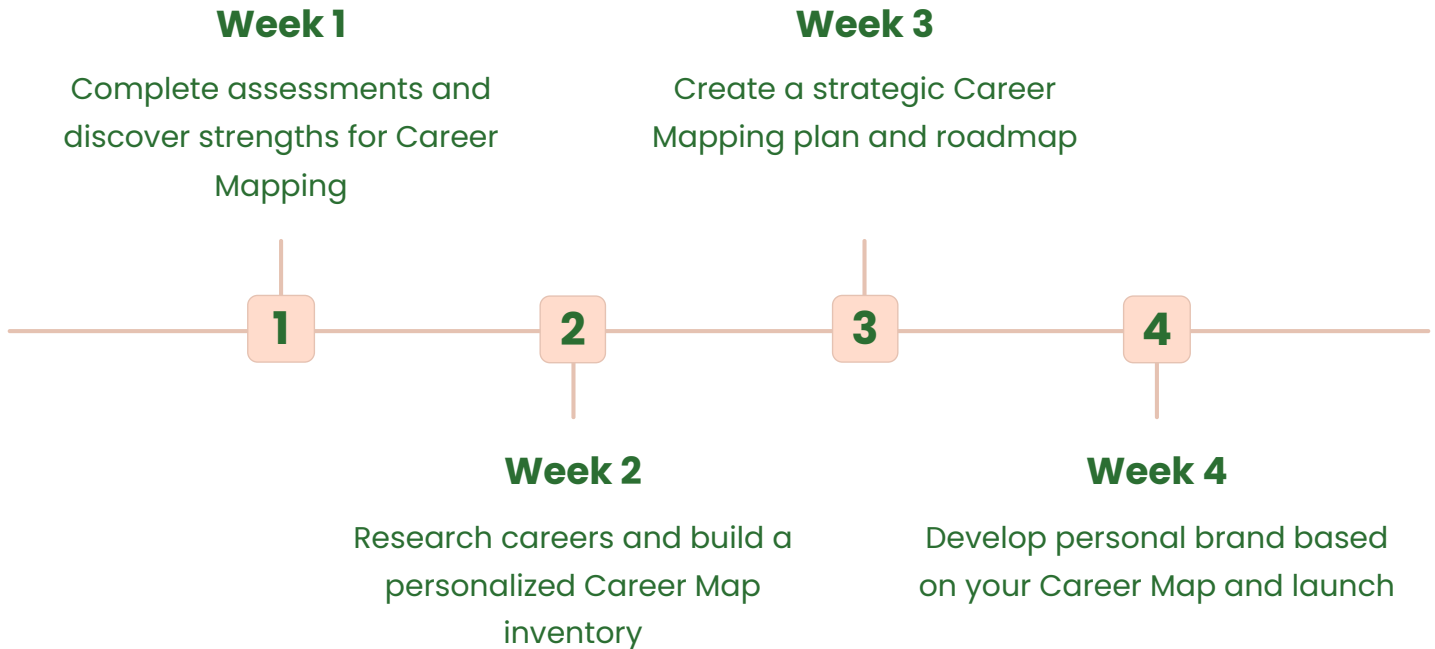 Week 1
Complete assessments and
discover strengths for Career
Mapping
Week 3
Create a strategic Career
Mapping plan and roadmap
1
2
3
4
Week 2
Research careers and build a
personalized Career Map
inventory
Week 4
Develop personal brand based
on your Career Map and launch